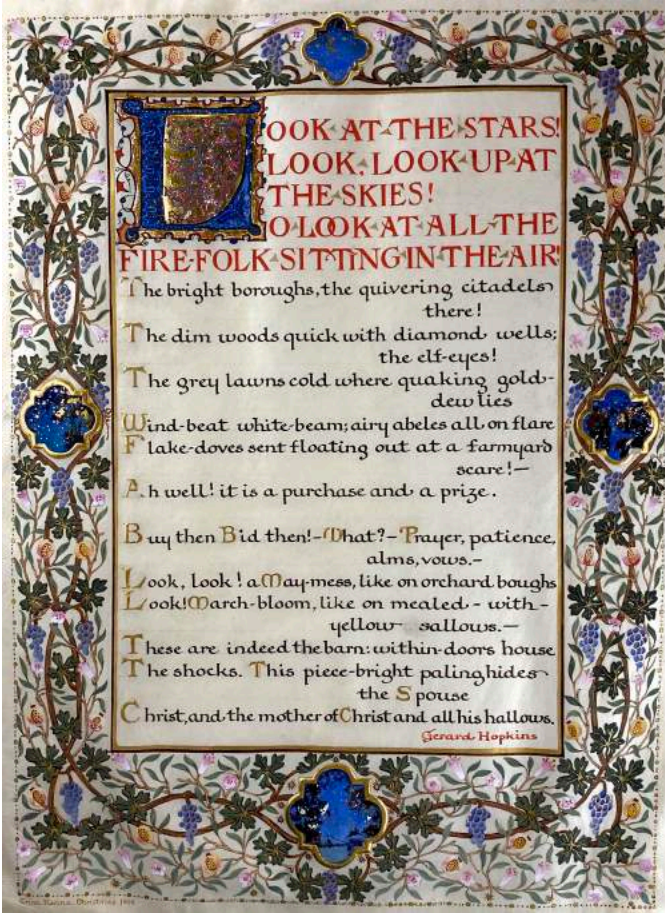 LOOK AT THE STARS!
LOOK, LOOK UP AT
THE SKIES!
O LOOK AT ALL THE
FIRE-FOLK SITTING IN THE AIR!
The bright boroughs, the quivering citadels
there!
The dim woods quick with diamond wells;
the elf-eyes!
The grey lawns cold where quaking gold-
dew lies
Wind-beat white-beam; airy abeles all on flare
Flake-doves sent floating out at a farmyard
scare!—
Ah well! it is a purchase and a prize.
Buy then Bid then!-What?-Prayer, patience,
alms, vows.-
Look, look! a May-mess, like on orchard boughs
Look! March-bloom, like on mealed-with-
yellow sallows.—
These are indeed the barn: within-doors house
The shocks. This piece-bright paling hides
the Spouse
Christ, and the mother of Christ and all his hallows.
Gerard Hopkins